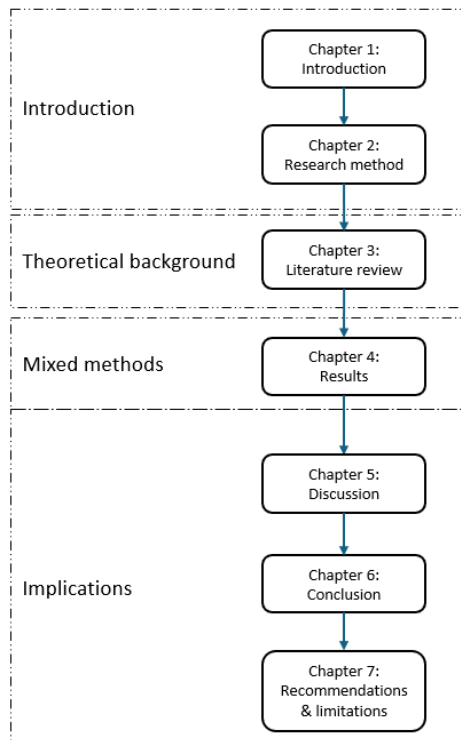 Introduction
Chapter 1:
Introduction
Chapter 2:
Research method
Theoretical background
Chapter 3:
Literature review
Mixed methods
Chapter 4:
Results
Implications
Chapter 5:
Discussion
Chapter 6:
Conclusion
Chapter 7:
Recommendations
& limitations